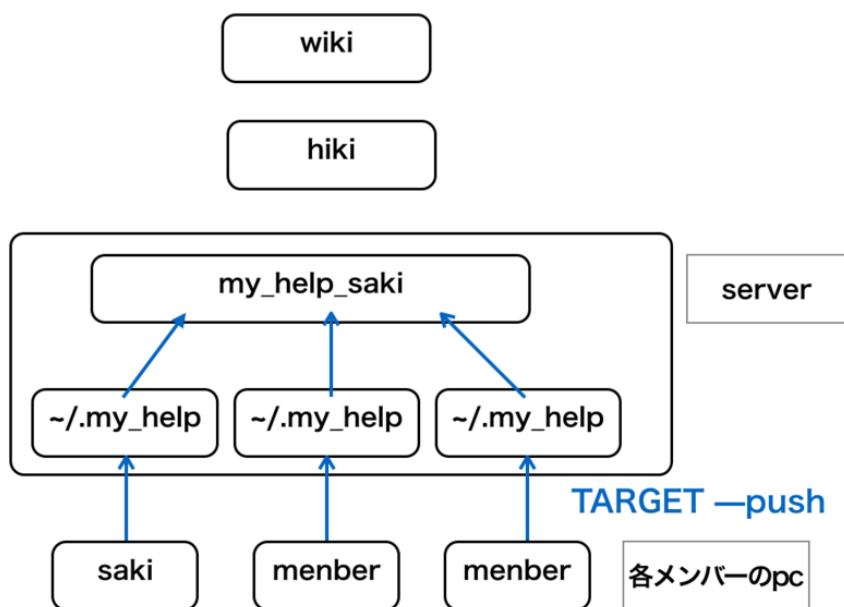 wiki
hiki
my_help_saki
server
~/.my_help
~/.my_help
~/.my_help
TARGET —push
saki
menber
menber
各メンバーのpc